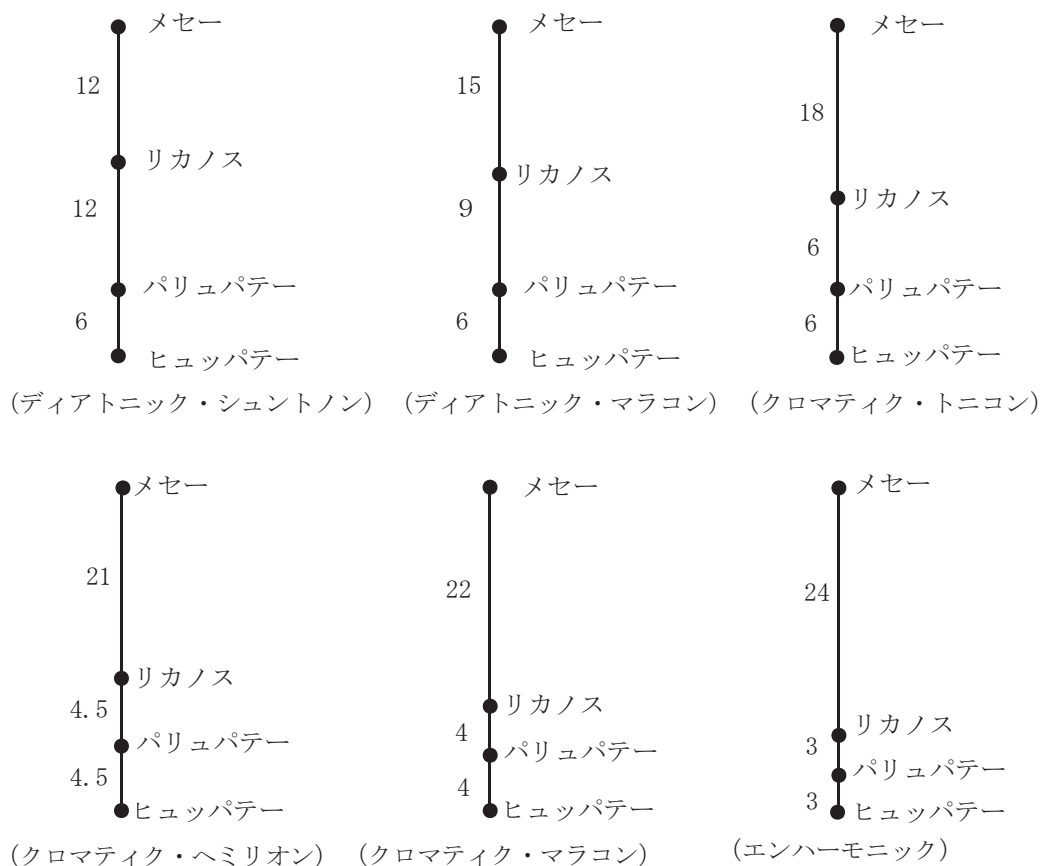 メセー メセー メセー
12 15 18
リカノス リカノス リカノス
12 9 6
パリュパテー パリュパテー パリュパテー
6 6 6
ヒュッパテー ヒュッパテー ヒュッパテー
(ディアトニック・シュントノン) (ディアトニック・マラコン) (クロマティク・トニコン)
メセー メセー メセー
21 22 24
リカノス リカノス リカノス
4.5 4 3
パリュパテー パリュパテー パリュパテー
4.5 4 3
ヒュッパテー ヒュッパテー ヒュッパテー
(クロマティク・ヘミリオン) (クロマティク・マラコン) (エンハーモニック)